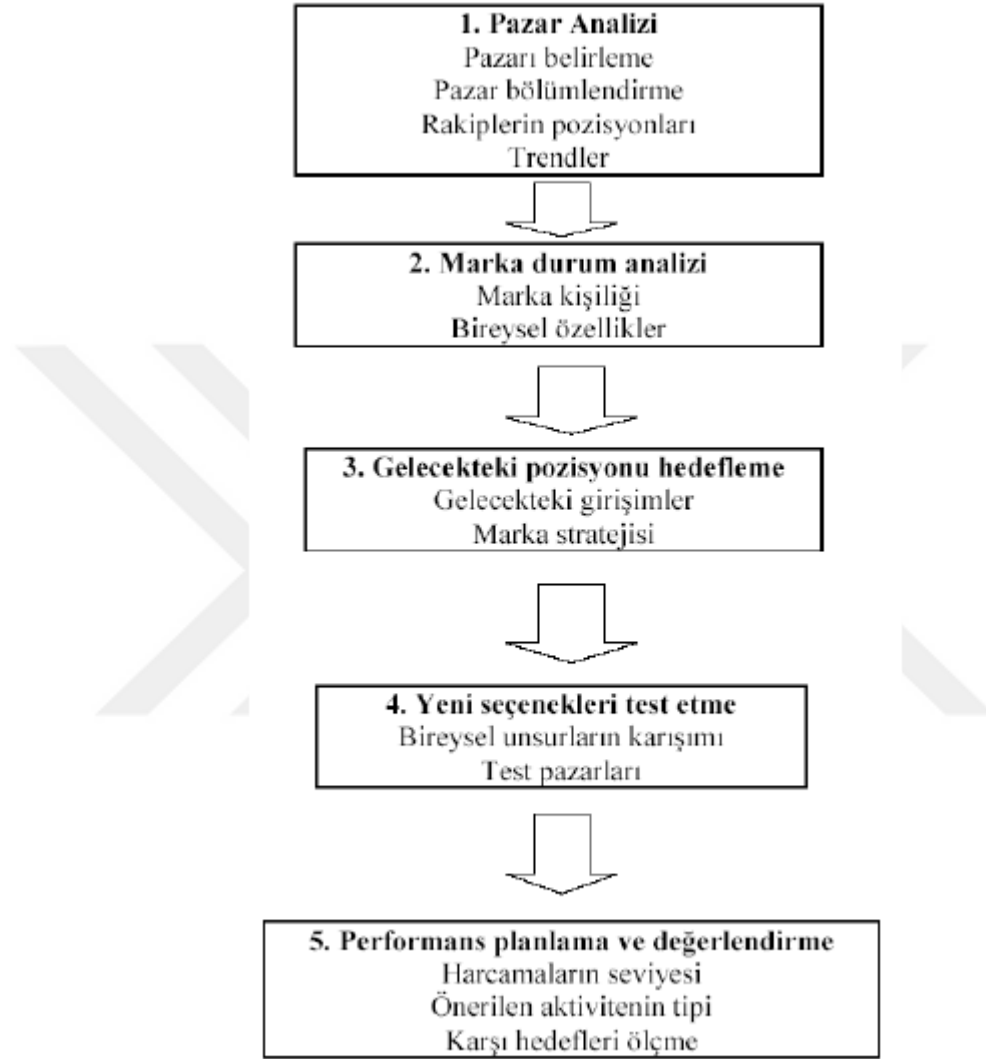 1. Pazar Analizi
Pazarı belirleme
Pazar bölümlendirme
Rakiplerin pozisyonları
Trendler
2. Marka durum analizi
Marka kişiliği
Bireysel özellikler
3. Gelecekteki pozisyonu hedefleme
Gelecekteki girişimler
Marka stratejisi
4. Yeni seçenekleri test etme
Bireysel unsurların karışımı
Test pazarları
5. Performans planlama ve değerlendirme
Harcamaların seviyesi
Önerilen aktivitenin tipi
Karşı hedefleri ölçme